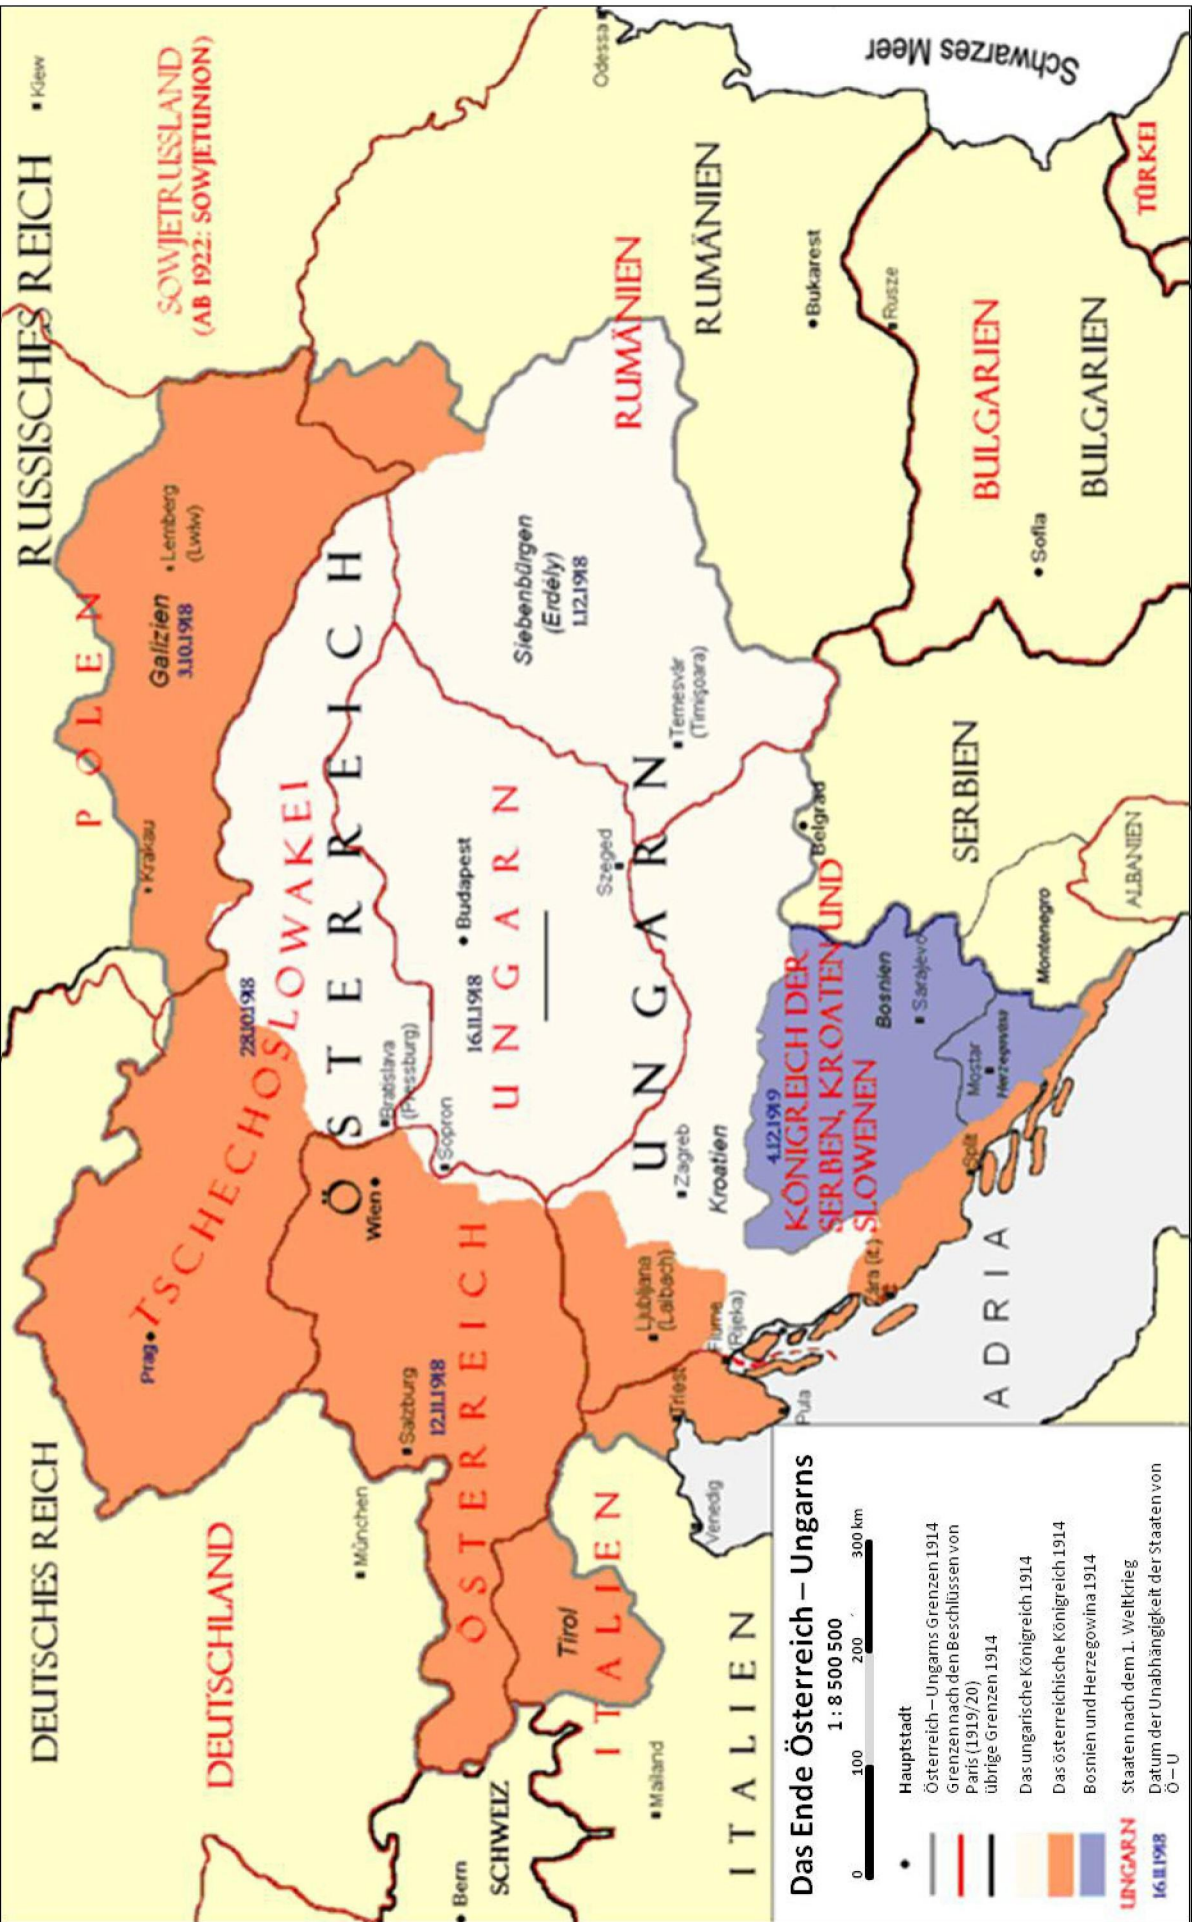 DEUTSCHES REICH
RUSSISCHES REICH
Kiew
DEUTSCHLAND
POLEN
SOWJETRUSSLAND
(AB 1922: SOWJETUNION)
Prag
Krakau
Galizien
3.10.1918
Lemberg
(Lwiw)
TSCHECHOSLOWAKEI
28.10.1918
München
Salzburg
12.11.1918
Wien
Bratislava
(Pressburg)
ÖSTERREICH
Bern
SCHWEIZ
ÖSTERREICH
Sopron
16.11.1918
Budapest
UNGARN
Siebenbürgen
(Erdély)
1.12.1918
Odessa
Tirol
ITALIEN
Mailand
Ljubljana
(Laibach)
Triest
Fiume
(Rijeka)
Zagreb
Kroatien
UNGARN
Szeged
Temesvár
(Timişoara)
RUMÄNIEN
RUMÄNIEN
Venedig
ITALIEN
Pula
4.12.1919
KÖNIGREICH DER
SERBEN, KROATEN UND
SLOWENEN
Belgrad
Bukarest
Zára (it.)
Bosnien
Sarajevo
Rusze
Schwarzes Meer
Split
Mostar
Herzegovina
Montenegro
SERBIEN
BULGARIEN
Sofia
BULGARIEN
ADRIA
ALBANIEN
TÜRKEI
Das Ende Österreich – Ungarns
1 : 8 500 500
0 100 200 300 km
Hauptstadt
Österreich – Ungarns Grenzen 1914
Grenzen nach den Beschlüssen von
Paris (1919/20)
übrige Grenzen 1914
Das ungarische Königreich 1914
Das österreichische Königreich 1914
Bosnien und Herzegowina 1914
UNGARN Staaten nach dem 1. Weltkrieg
16.11.1918 Datum der Unabhängigkeit der Staaten von
Ö – U